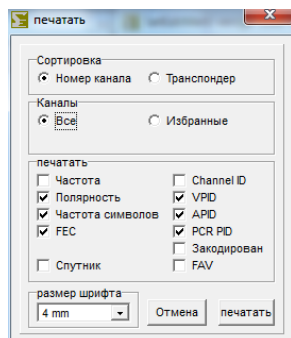 печатать
Сортировка
Номер канала Транспондер
Каналы
Все Избранные
печатать
Частота Channel ID
Полярность VPID
Частота символов APID
FEC PCR PID
Закодирован
Спутник FAV
размер шрифта
4 mm Отмена печатать